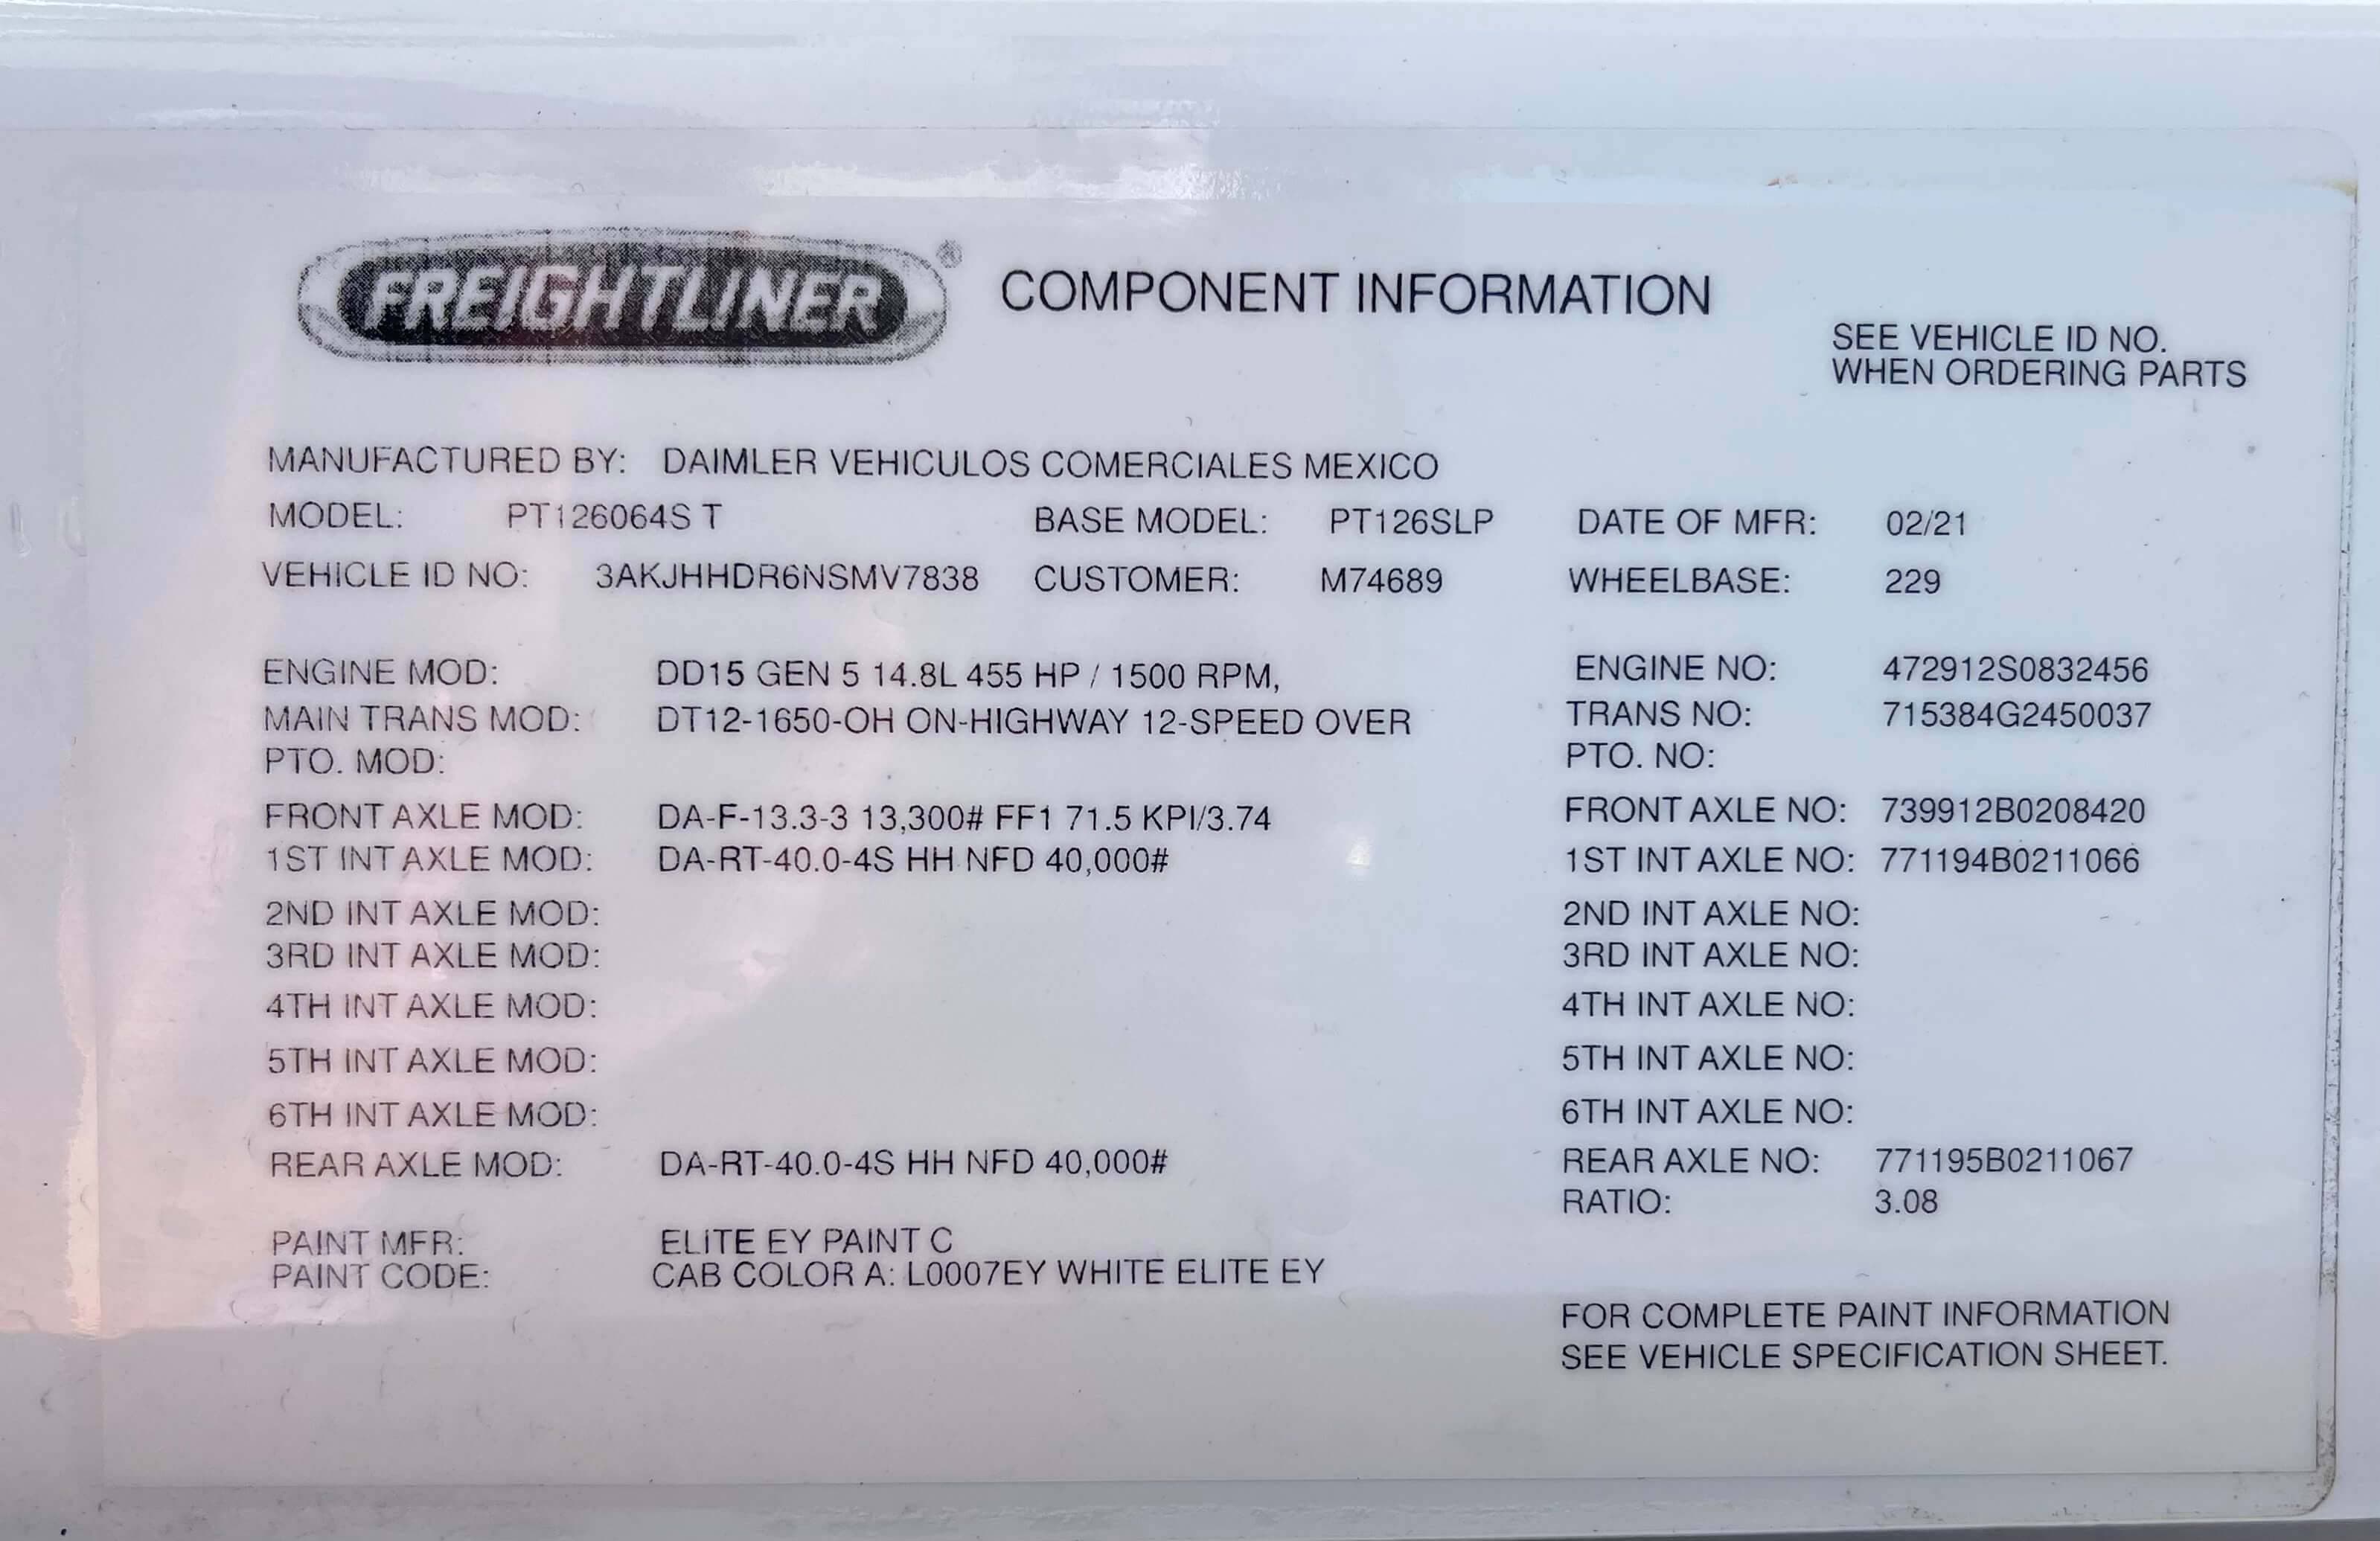 FREIGHTLINER® COMPONENT INFORMATION
SEE VEHICLE ID NO.
WHEN ORDERING PARTS
MANUFACTURED BY: DAIMLER VEHICULOS COMERCIALES MEXICO
MODEL: PT126064S T BASE MODEL: PT126SLP DATE OF MFR: 02/21
VEHICLE ID NO: 3AKJHHDR6NSMV7838 CUSTOMER: M74689 WHEELBASE: 229
ENGINE MOD: DD15 GEN 5 14.8L 455 HP / 1500 RPM, ENGINE NO: 472912S0832456
MAIN TRANS MOD: DT12-1650-OH ON-HIGHWAY 12-SPEED OVER TRANS NO: 715384G2450037
PTO. MOD: PTO. NO:
FRONT AXLE MOD: DA-F-13.3-3 13,300# FF1 71.5 KPI/3.74 FRONT AXLE NO: 739912B0208420
1ST INT AXLE MOD: DA-RT-40.0-4S HH NFD 40,000# 1ST INT AXLE NO: 771194B0211066
2ND INT AXLE MOD: 2ND INT AXLE NO:
3RD INT AXLE MOD: 3RD INT AXLE NO:
4TH INT AXLE MOD: 4TH INT AXLE NO:
5TH INT AXLE MOD: 5TH INT AXLE NO:
6TH INT AXLE MOD: 6TH INT AXLE NO:
REAR AXLE MOD: DA-RT-40.0-4S HH NFD 40,000# REAR AXLE NO: 771195B0211067
RATIO: 3.08
PAINT MFR: ELITE EY PAINT C
PAINT CODE: CAB COLOR A: L0007EY WHITE ELITE EY
FOR COMPLETE PAINT INFORMATION
SEE VEHICLE SPECIFICATION SHEET.